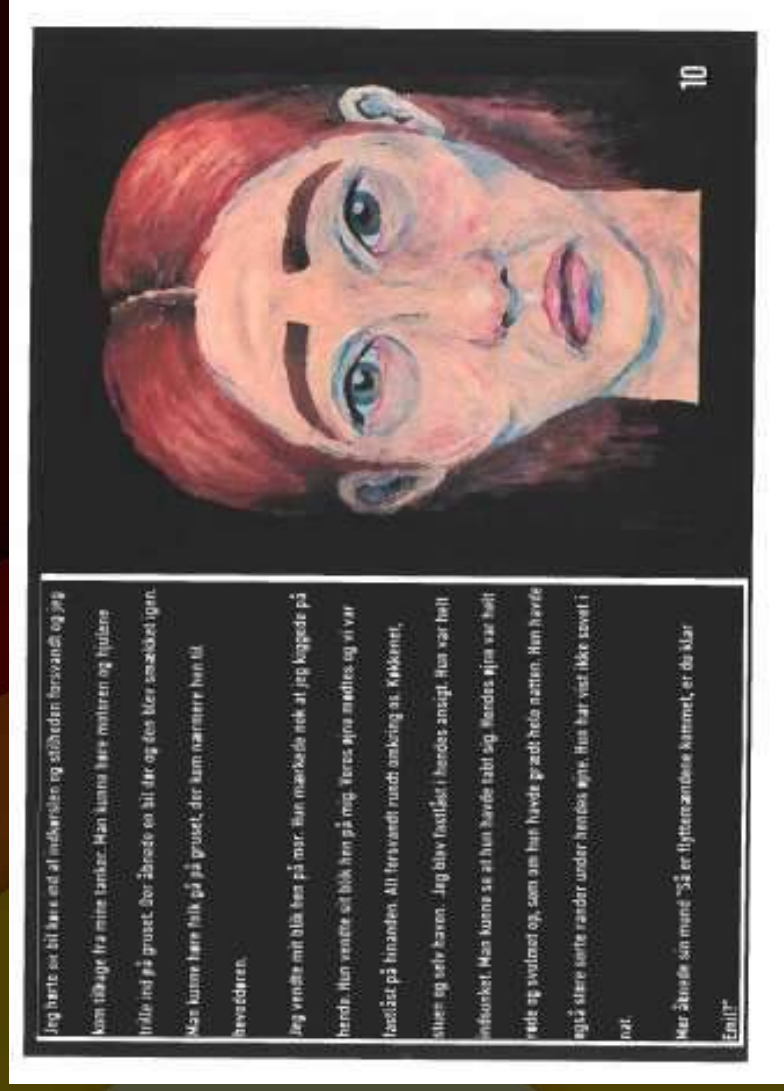 Jeg hørte en bil køre ind af indkørslen og stilheden forsvandt og jeg
kom tilbage fra mine tanker. Man kunne høre motoren og hjulene
trille ind på gruset. Der åbnede en bil dør og den blev smækket igen.
Man kunne høre folk gå på gruset, der kom nærmere hen til
hoveddøren.
Jeg vendte mit blik hen på mor. Hun mærkede nok at jeg kiggede på
hende. Hun vendte sit blik hen på mig. Vores øjne mødtes og vi var
fastlåst på hinanden. Alt forsvandt rundt omkring os. Køkkenet,
stuen og selv haven. Jeg blev fastlåst i hendes ansigt. Hun var helt
indsunket. Man kunne se at hun havde tabt sig. Hendes øjne var helt
røde og svulmet op, som om hun havde grædt hele natten. Hun havde
også store sorte rander under hendes øjne. Hun har vist ikke sovet i
nat.
Mor åbnede sin mund "Så er flyttemændene kommet, er du klar
Emil?"
10